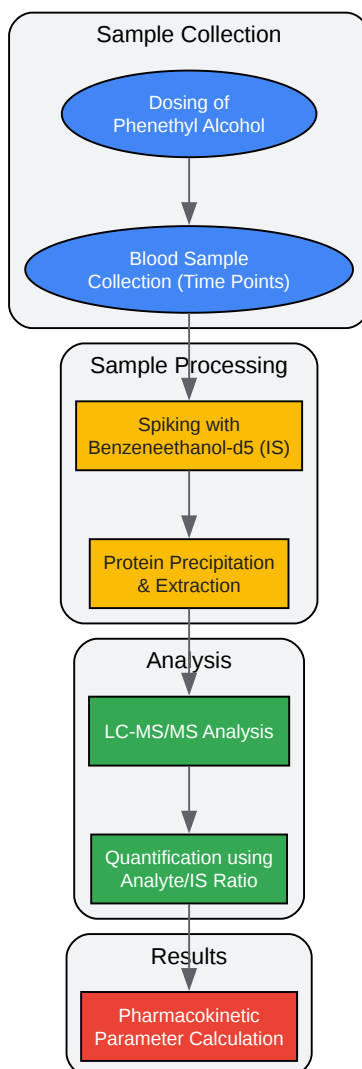 Sample Collection
Dosing of
Phenethyl Alcohol
Blood Sample
Collection (Time Points)
Sample Processing
Spiking with
Benzeneethanol-d5 (IS)
Protein Precipitation
& Extraction
Analysis
LC-MS/MS Analysis
Quantification using
Analyte/IS Ratio
Results
Pharmacokinetic
Parameter Calculation